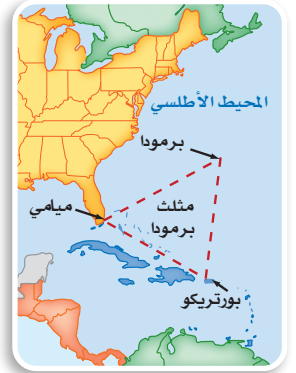 المحيط الأطلسي
برمودا
ميامي
مثلث
برمودا
بورتريكو